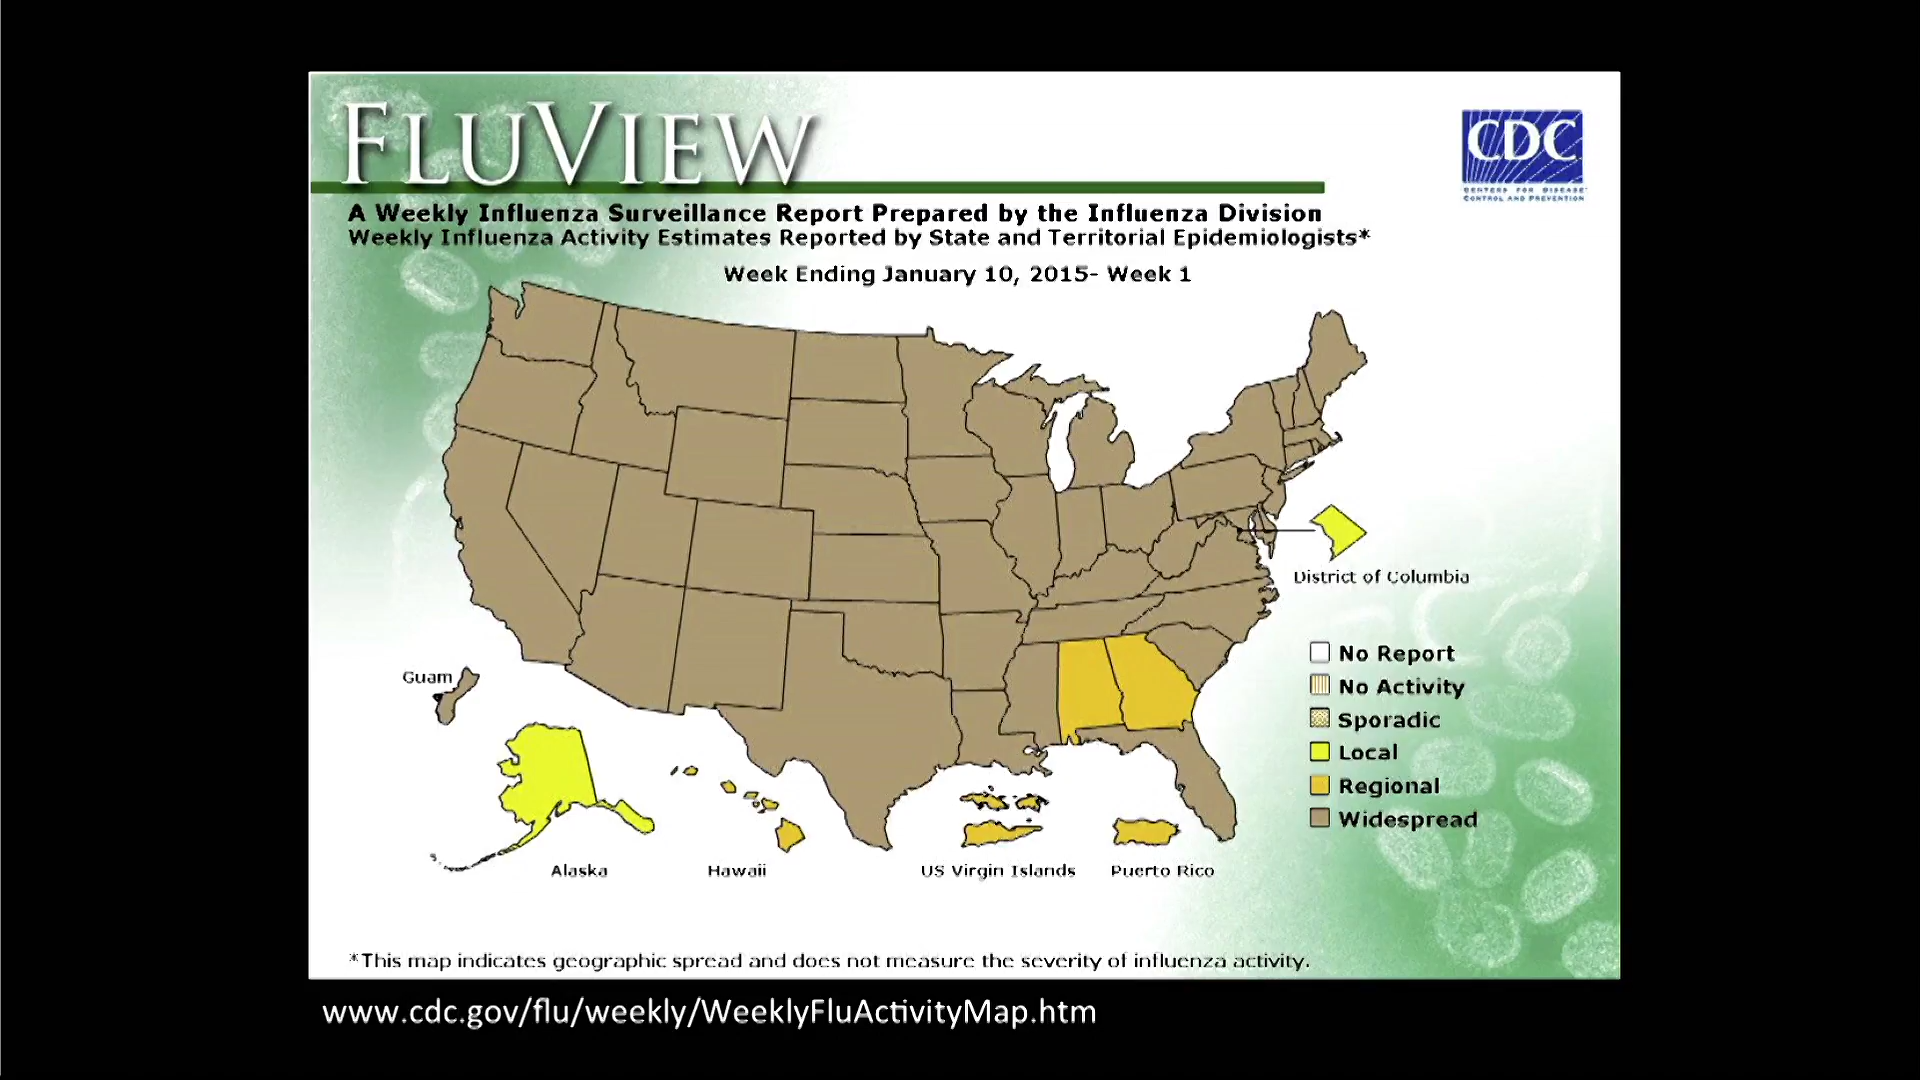 FLUVIEW
CDC
CENTERS FOR DISEASE
CONTROL AND PREVENTION
A Weekly Influenza Surveillance Report Prepared by the Influenza Division
Weekly Influenza Activity Estimates Reported by State and Territorial Epidemiologists*
Week Ending January 10, 2015- Week 1
District of Columbia
No Report
No Activity
Sporadic
Local
Regional
Widespread
Guam
Alaska
Hawaii
US Virgin Islands
Puerto Rico
*This map indicates geographic spread and does not measure the severity of influenza activity.
www.cdc.gov/flu/weekly/WeeklyFluActivityMap.htm